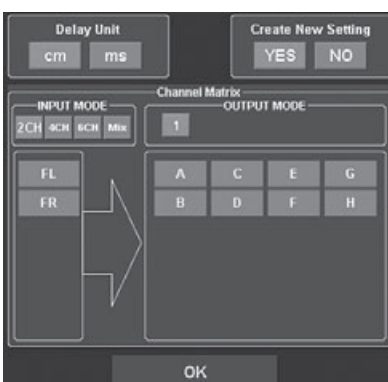 Delay Unit
cm ms
Create New Setting
YES NO
Channel Matrix
INPUT MODE
2CH 4CH 6CH Mix
OUTPUT MODE
1
FL
FR
A C E G
B D F H
OK